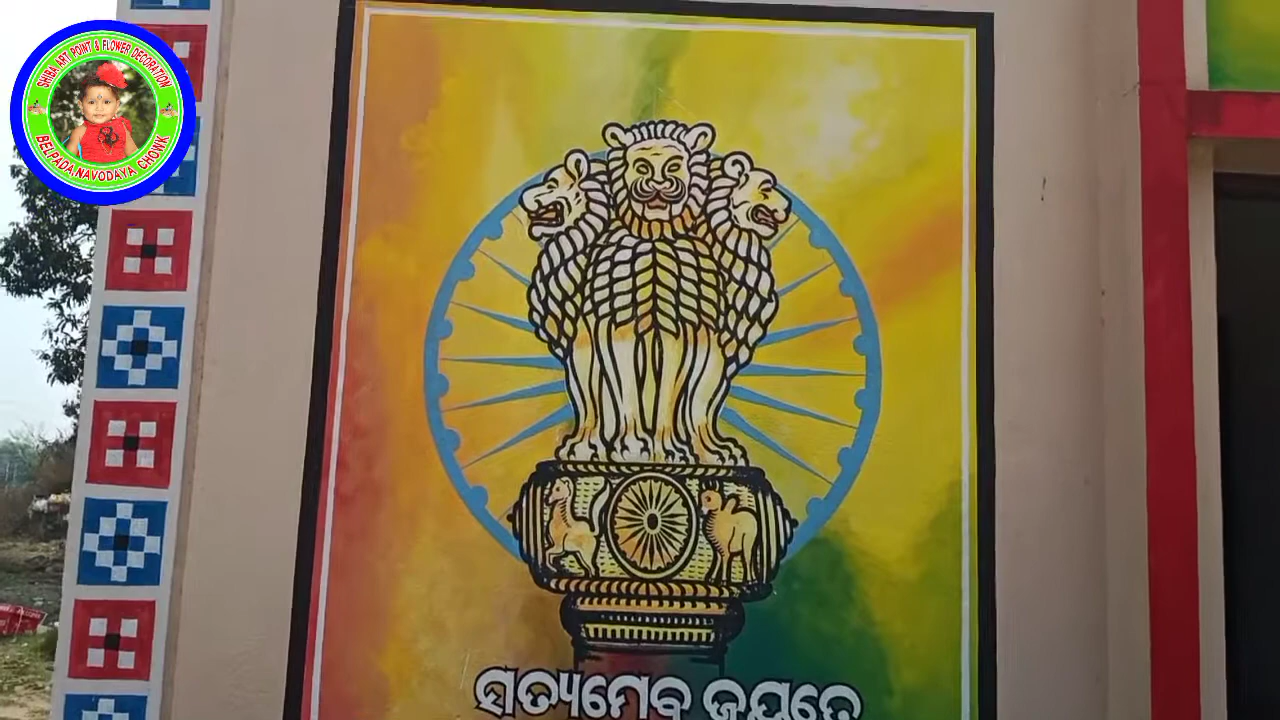 SHIBA ART POINT & FLOWER DECORATION
BELPADA,NAVODAYA CHOWK
ସତ୍ୟମେବ ଜୟତେ